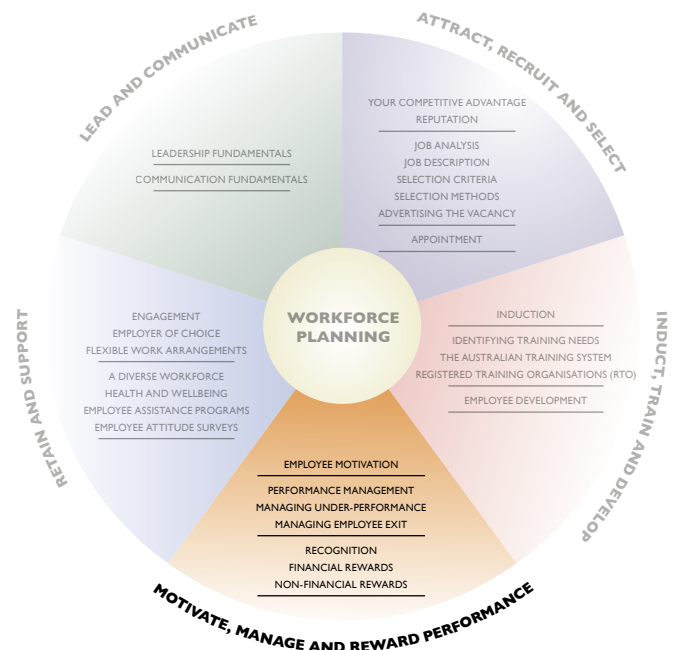 LEAD AND COMMUNICATE
LEADERSHIP FUNDAMENTALS
COMMUNICATION FUNDAMENTALS
ATTRACT, RECRUIT AND SELECT
YOUR COMPETITIVE ADVANTAGE
REPUTATION
JOB ANALYSIS
JOB DESCRIPTION
SELECTION CRITERIA
SELECTION METHODS
ADVERTISING THE VACANCY
APPOINTMENT
WORKFORCE
PLANNING
INDUCT, TRAIN AND DEVELOP
INDUCTION
IDENTIFYING TRAINING NEEDS
THE AUSTRALIAN TRAINING SYSTEM
REGISTERED TRAINING ORGANISATIONS (RTO)
EMPLOYEE DEVELOPMENT
RETAIN AND SUPPORT
ENGAGEMENT
EMPLOYER OF CHOICE
FLEXIBLE WORK ARRANGEMENTS
A DIVERSE WORKFORCE
HEALTH AND WELLBEING
EMPLOYEE ASSISTANCE PROGRAMS
EMPLOYEE ATTITUDE SURVEYS
EMPLOYEE MOTIVATION
PERFORMANCE MANAGEMENT
MANAGING UNDER-PERFORMANCE
MANAGING EMPLOYEE EXIT
RECOGNITION
FINANCIAL REWARDS
NON-FINANCIAL REWARDS
MOTIVATE, MANAGE AND REWARD PERFORMANCE